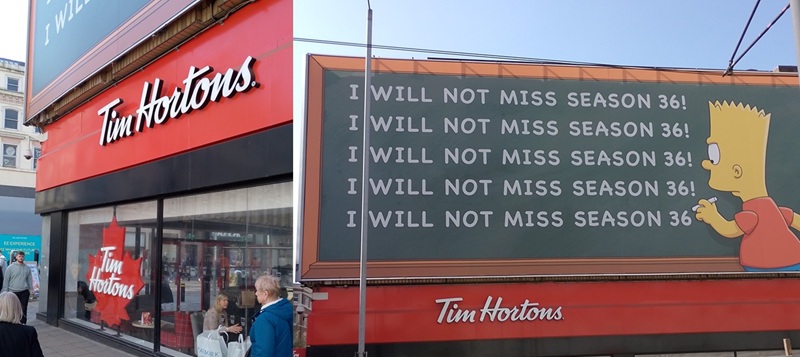 I WILL
Tim Hortons.
Tim
Hortons
I WILL NOT MISS SEASON 36!
I WILL NOT MISS SEASON 36!
I WILL NOT MISS SEASON 36!
I WILL NOT MISS SEASON 36!
I WILL NOT MISS SEASON 36
Tim Hortons.